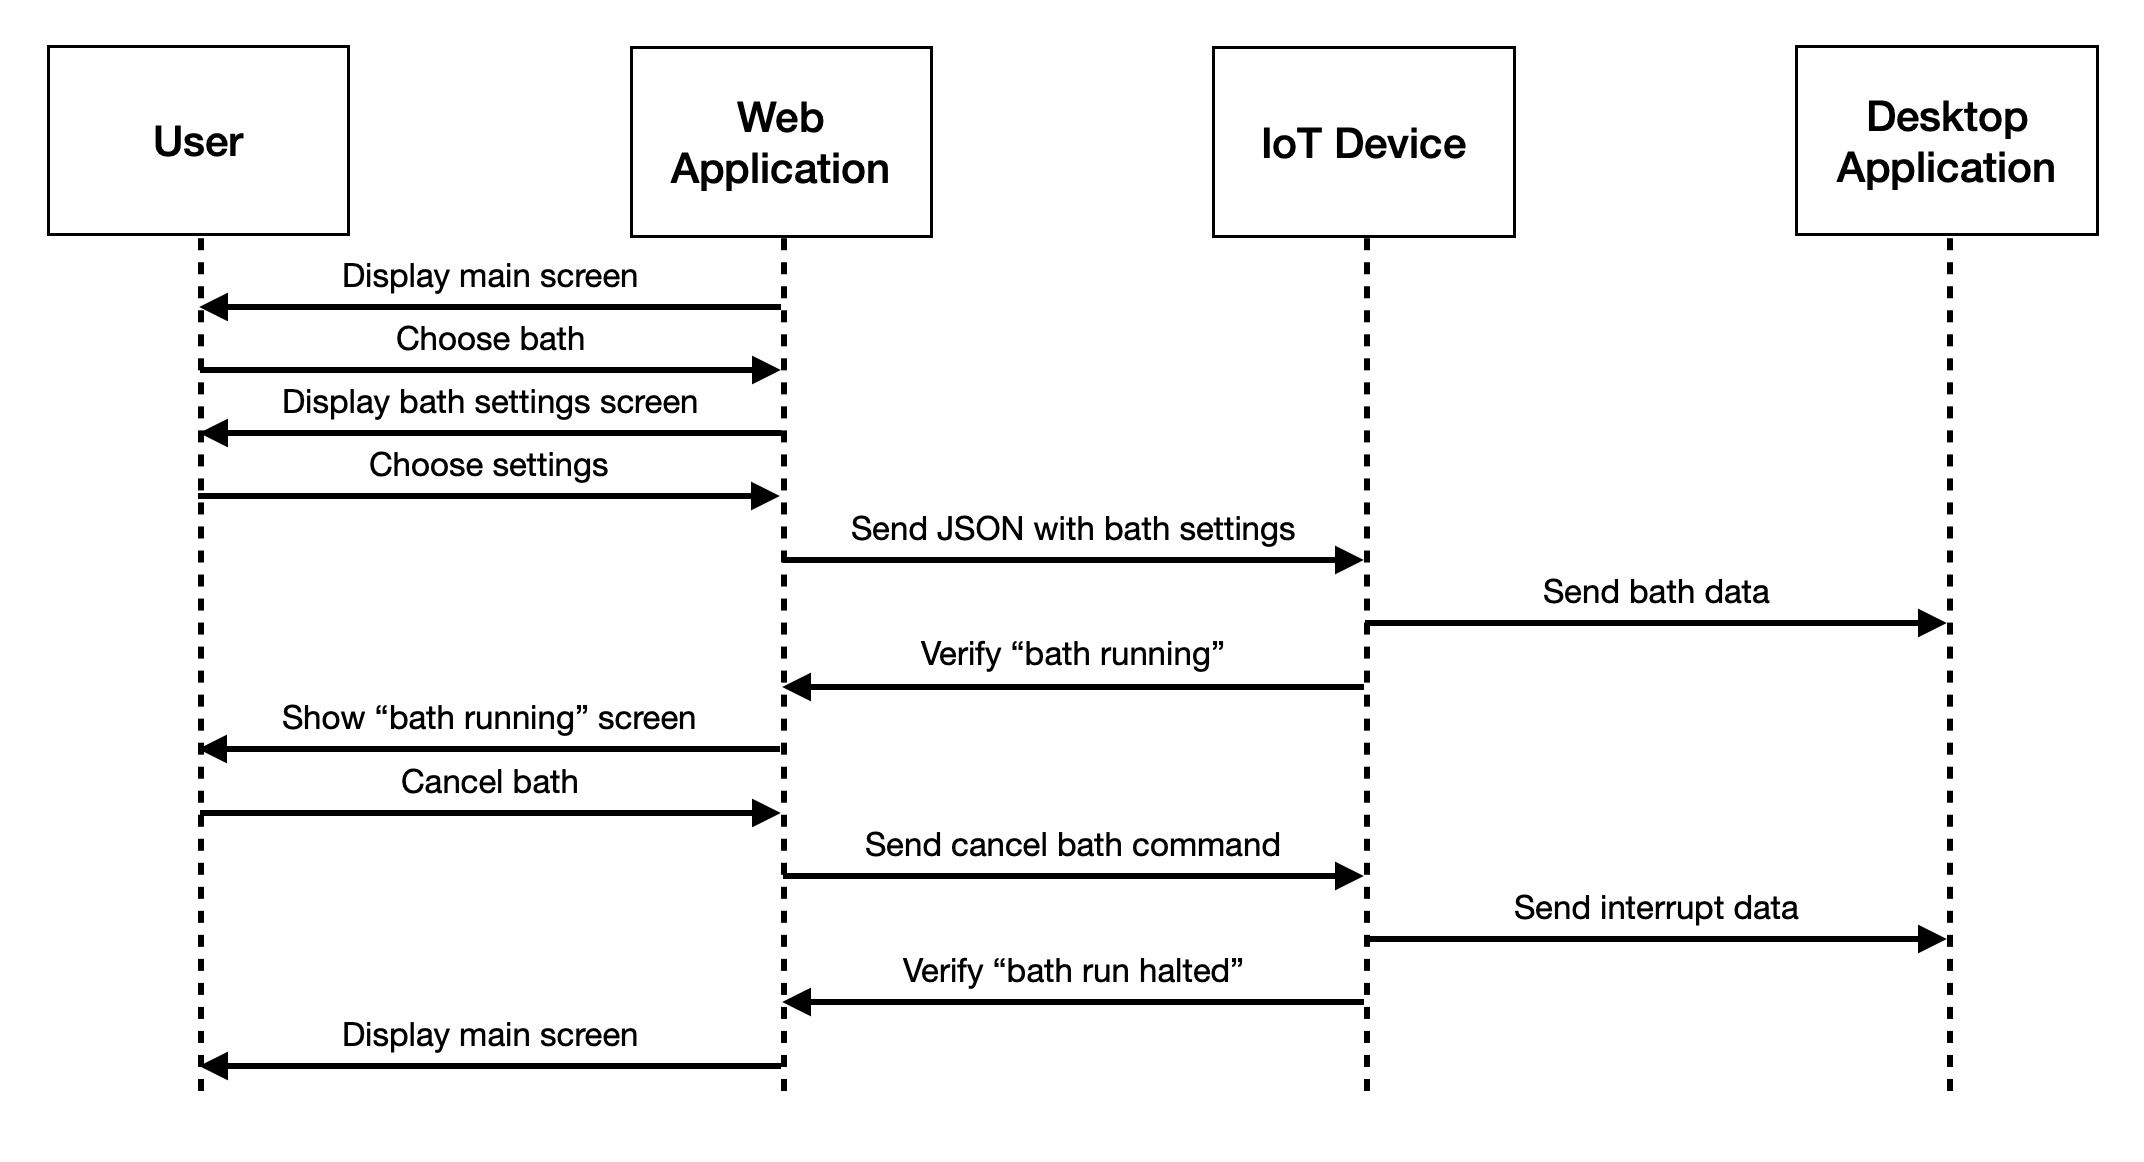 User
Web
Application
IoT Device
Desktop
Application
Display main screen
Choose bath
Display bath settings screen
Choose settings
Send JSON with bath settings
Send bath data
Verify “bath running”
Show “bath running” screen
Cancel bath
Send cancel bath command
Send interrupt data
Verify “bath run halted”
Display main screen